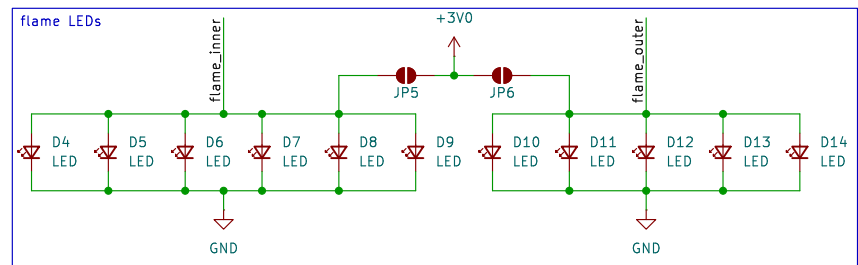 flame LEDs
flame_inner
+3V0
flame_outer
JP5
JP6
D4
LED
D5
LED
D6
LED
D7
LED
D8
LED
D9
LED
D10
LED
D11
LED
D12
LED
D13
LED
D14
LED
GND
GND